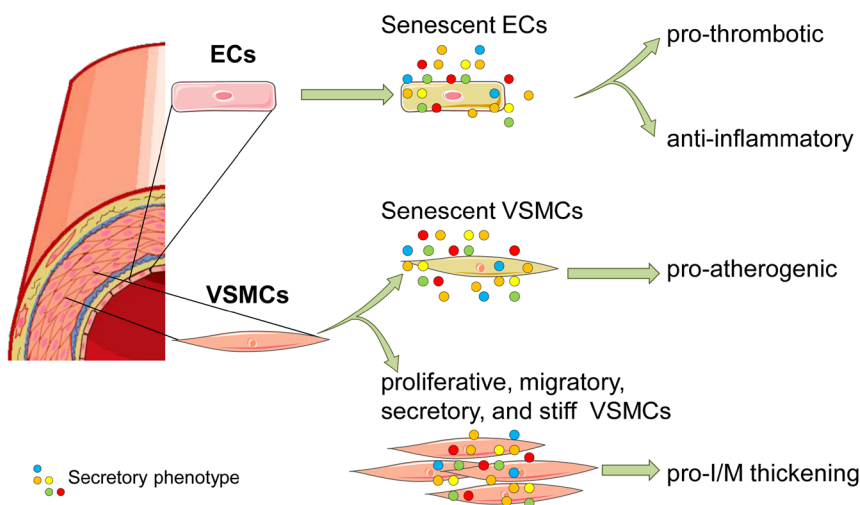 Senescent ECs
ECs
pro-thrombotic
anti-inflammatory
Senescent VSMCs
VSMCs
pro-atherogenic
proliferative, migratory,
secretory, and stiff VSMCs
Secretory phenotype
pro-I/M thickening